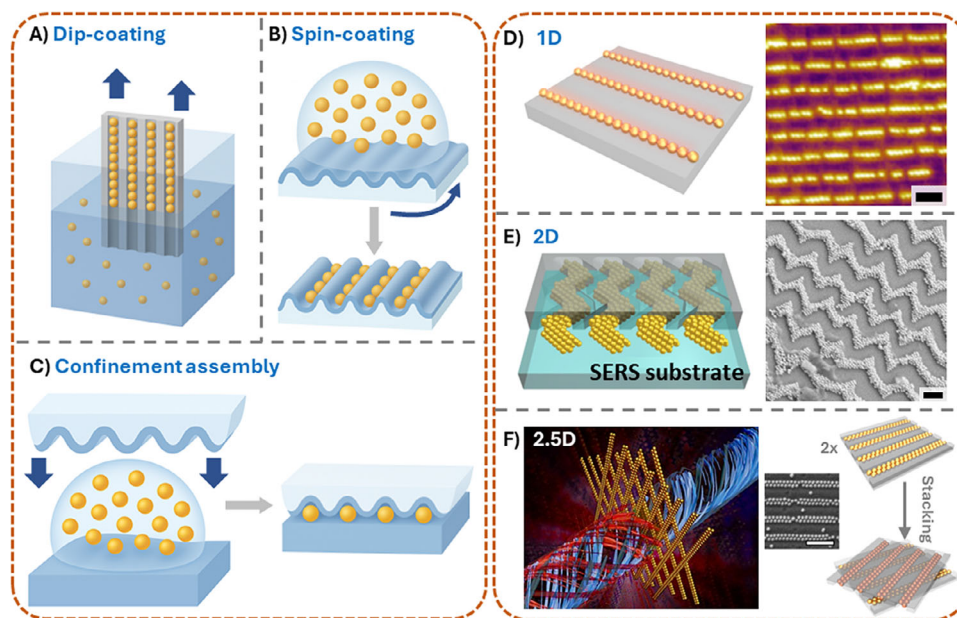 A) Dip-coating
B) Spin-coating
C) Confinement assembly
D) 1D
E) 2D
SERS substrate
F) 2.5D
2x
Stacking